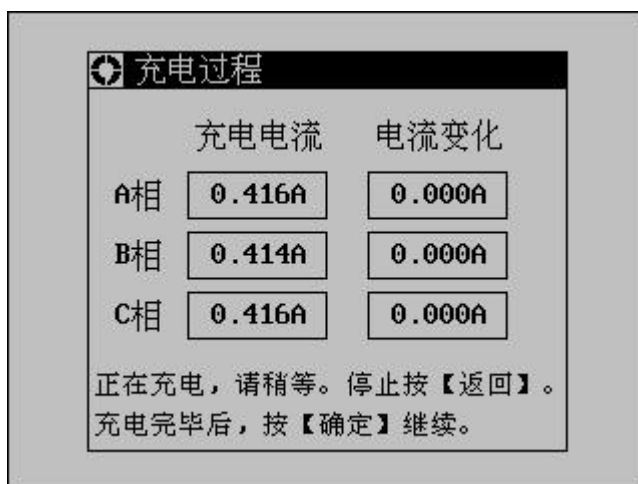 充电过程
充电电流 电流变化
A相 0.416A 0.000A
B相 0.414A 0.000A
C相 0.416A 0.000A
正在充电，请稍等。停止按【返回】。
充电完毕后，按【确定】继续。